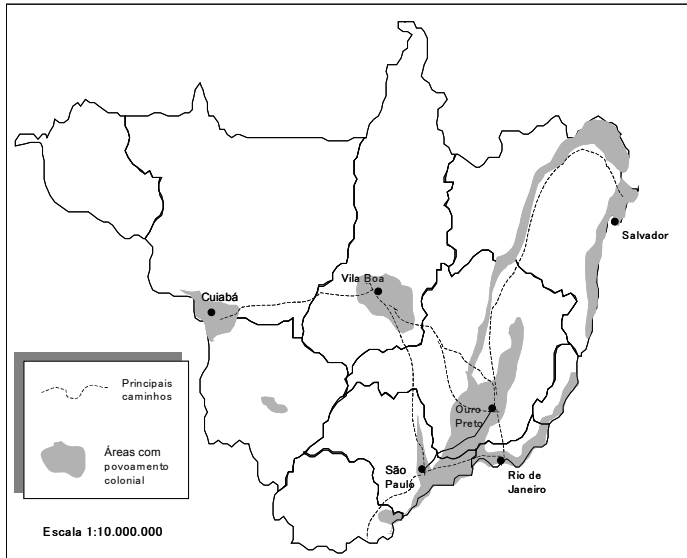 Salvador
Vila Boa
Cuiabá
Principais
caminhos
Ouro
Preto
Áreas com
povoamento
colonial
São
Paulo
Rio de
Janeiro
Escala 1:10.000.000